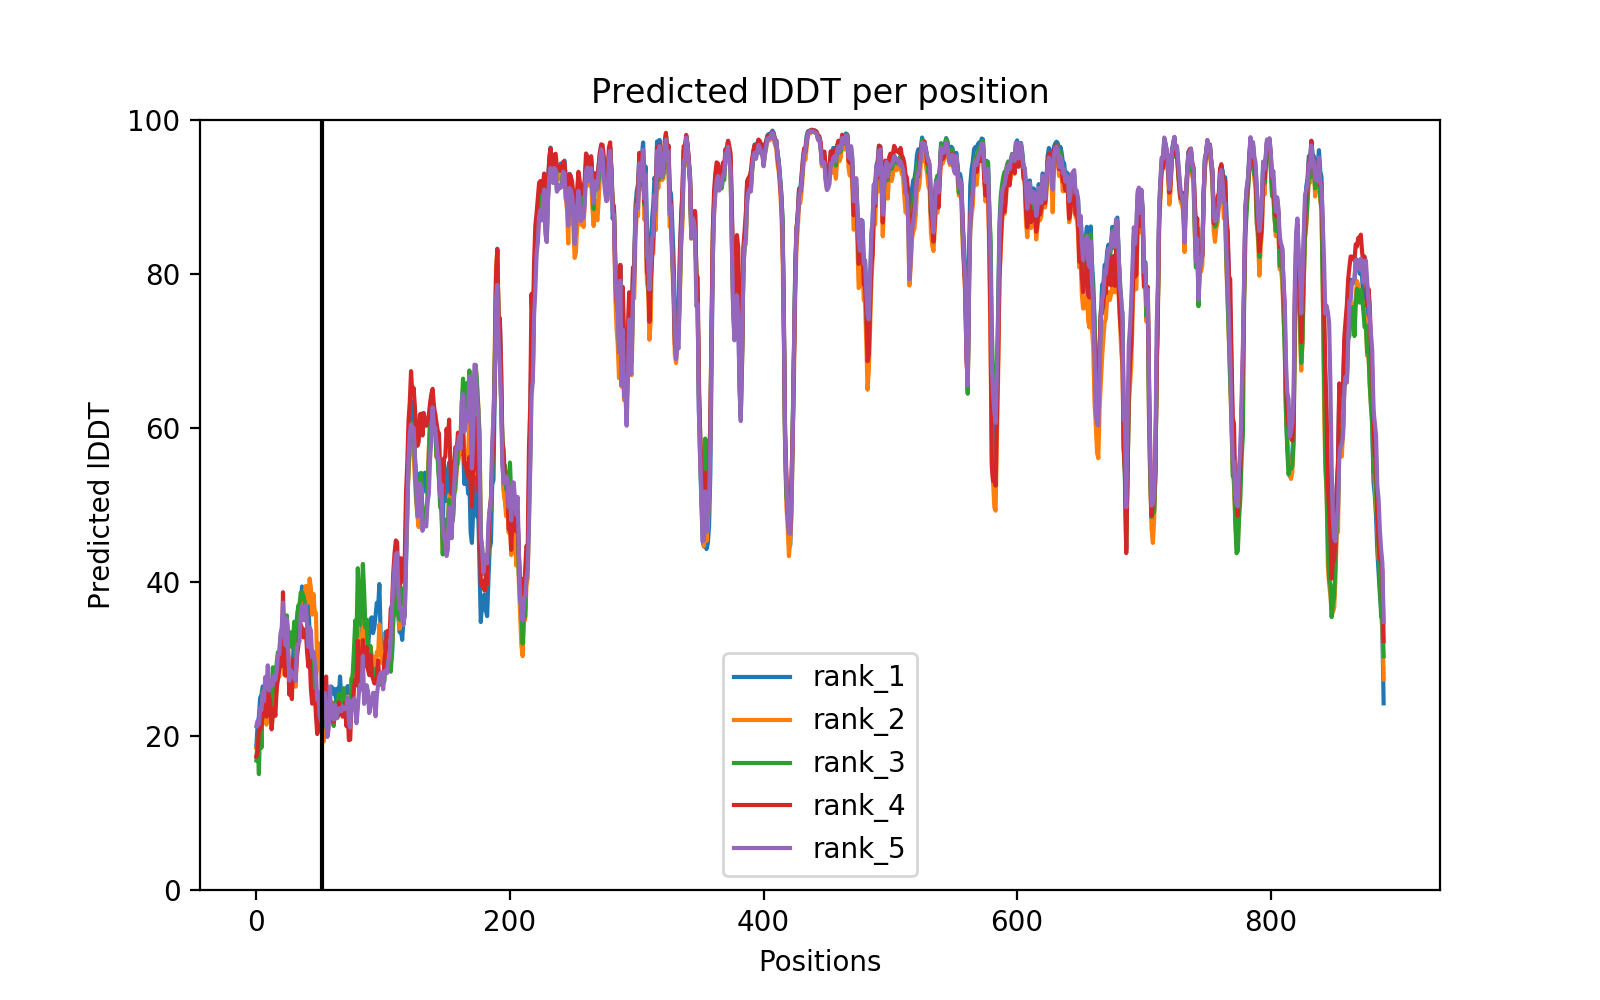 Predicted lDDT per position
100
80
60
40
20
0
Predicted lDDT
0 200 400 600 800
Positions
rank_1
rank_2
rank_3
rank_4
rank_5